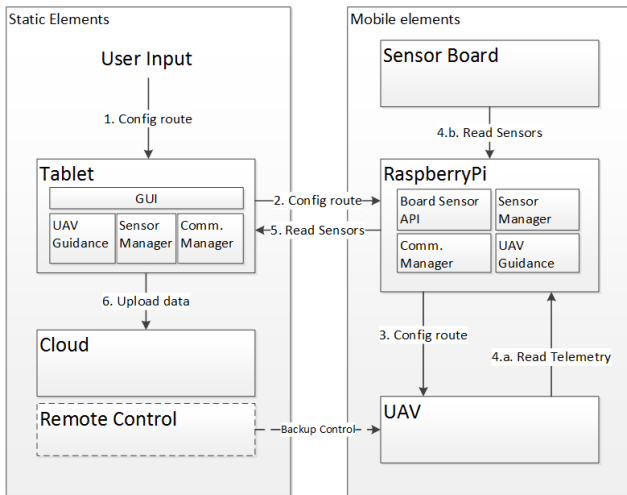 Static Elements
User Input
1. Config route
Tablet
GUI
UAV
Guidance
Sensor
Manager
Comm.
Manager
6. Upload data
Cloud
Remote Control
2. Config route
5. Read Sensors
Backup Control
Mobile elements
Sensor Board
4.b. Read Sensors
RaspberryPi
Board Sensor
API
Sensor
Manager
Comm.
Manager
UAV
Guidance
3. Config route
4.a. Read Telemetry
UAV